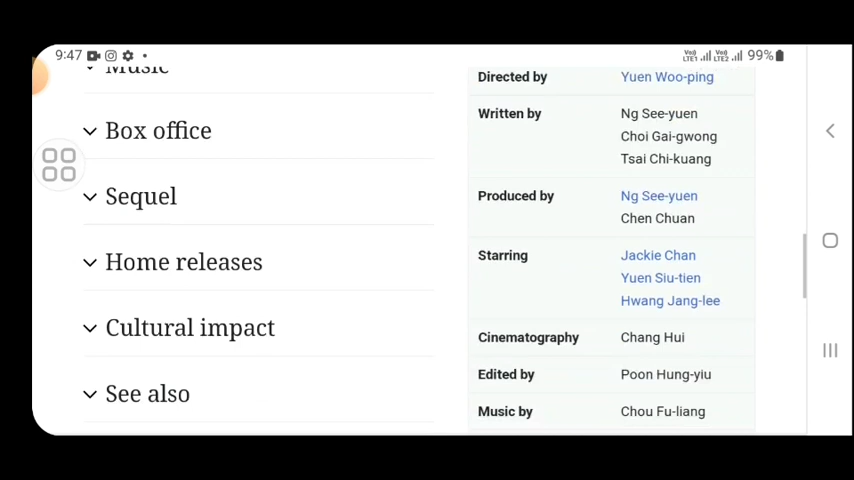 9:47
VoLTE1 VoLTE2 99%
Music
Box office
Sequel
Home releases
Cultural impact
See also
Directed by Yuen Woo-ping
Written by Ng See-yuen
Choi Gai-gwong
Tsai Chi-kuang
Produced by Ng See-yuen
Chen Chuan
Starring Jackie Chan
Yuen Siu-tien
Hwang Jang-lee
Cinematography Chang Hui
Edited by Poon Hung-yiu
Music by Chou Fu-liang